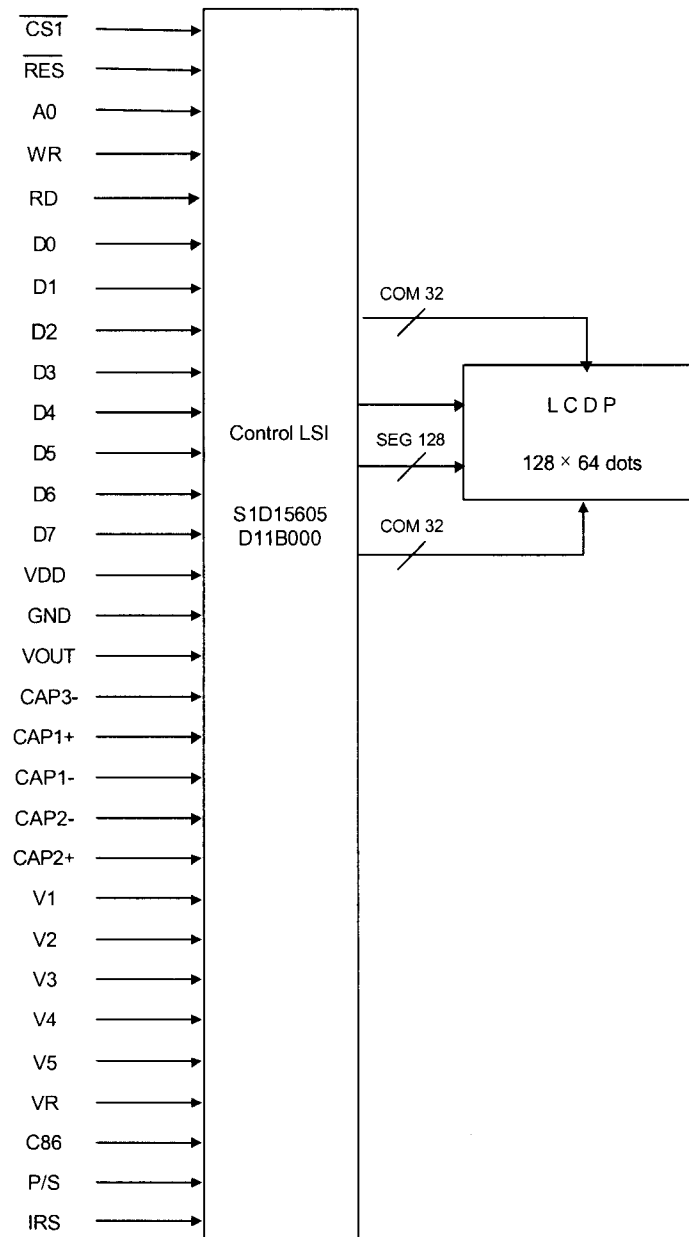 CS1
RES
A0
WR
RD
D0
D1
D2
D3
D4
D5
D6
D7
VDD
GND
VOUT
CAP3-
CAP1+
CAP1-
CAP2-
CAP2+
V1
V2
V3
V4
V5
VR
C86
P/S
IRS
Control LSI
S1D15605
D11B000
COM 32
SEG 128
COM 32
L C D P
128 × 64 dots